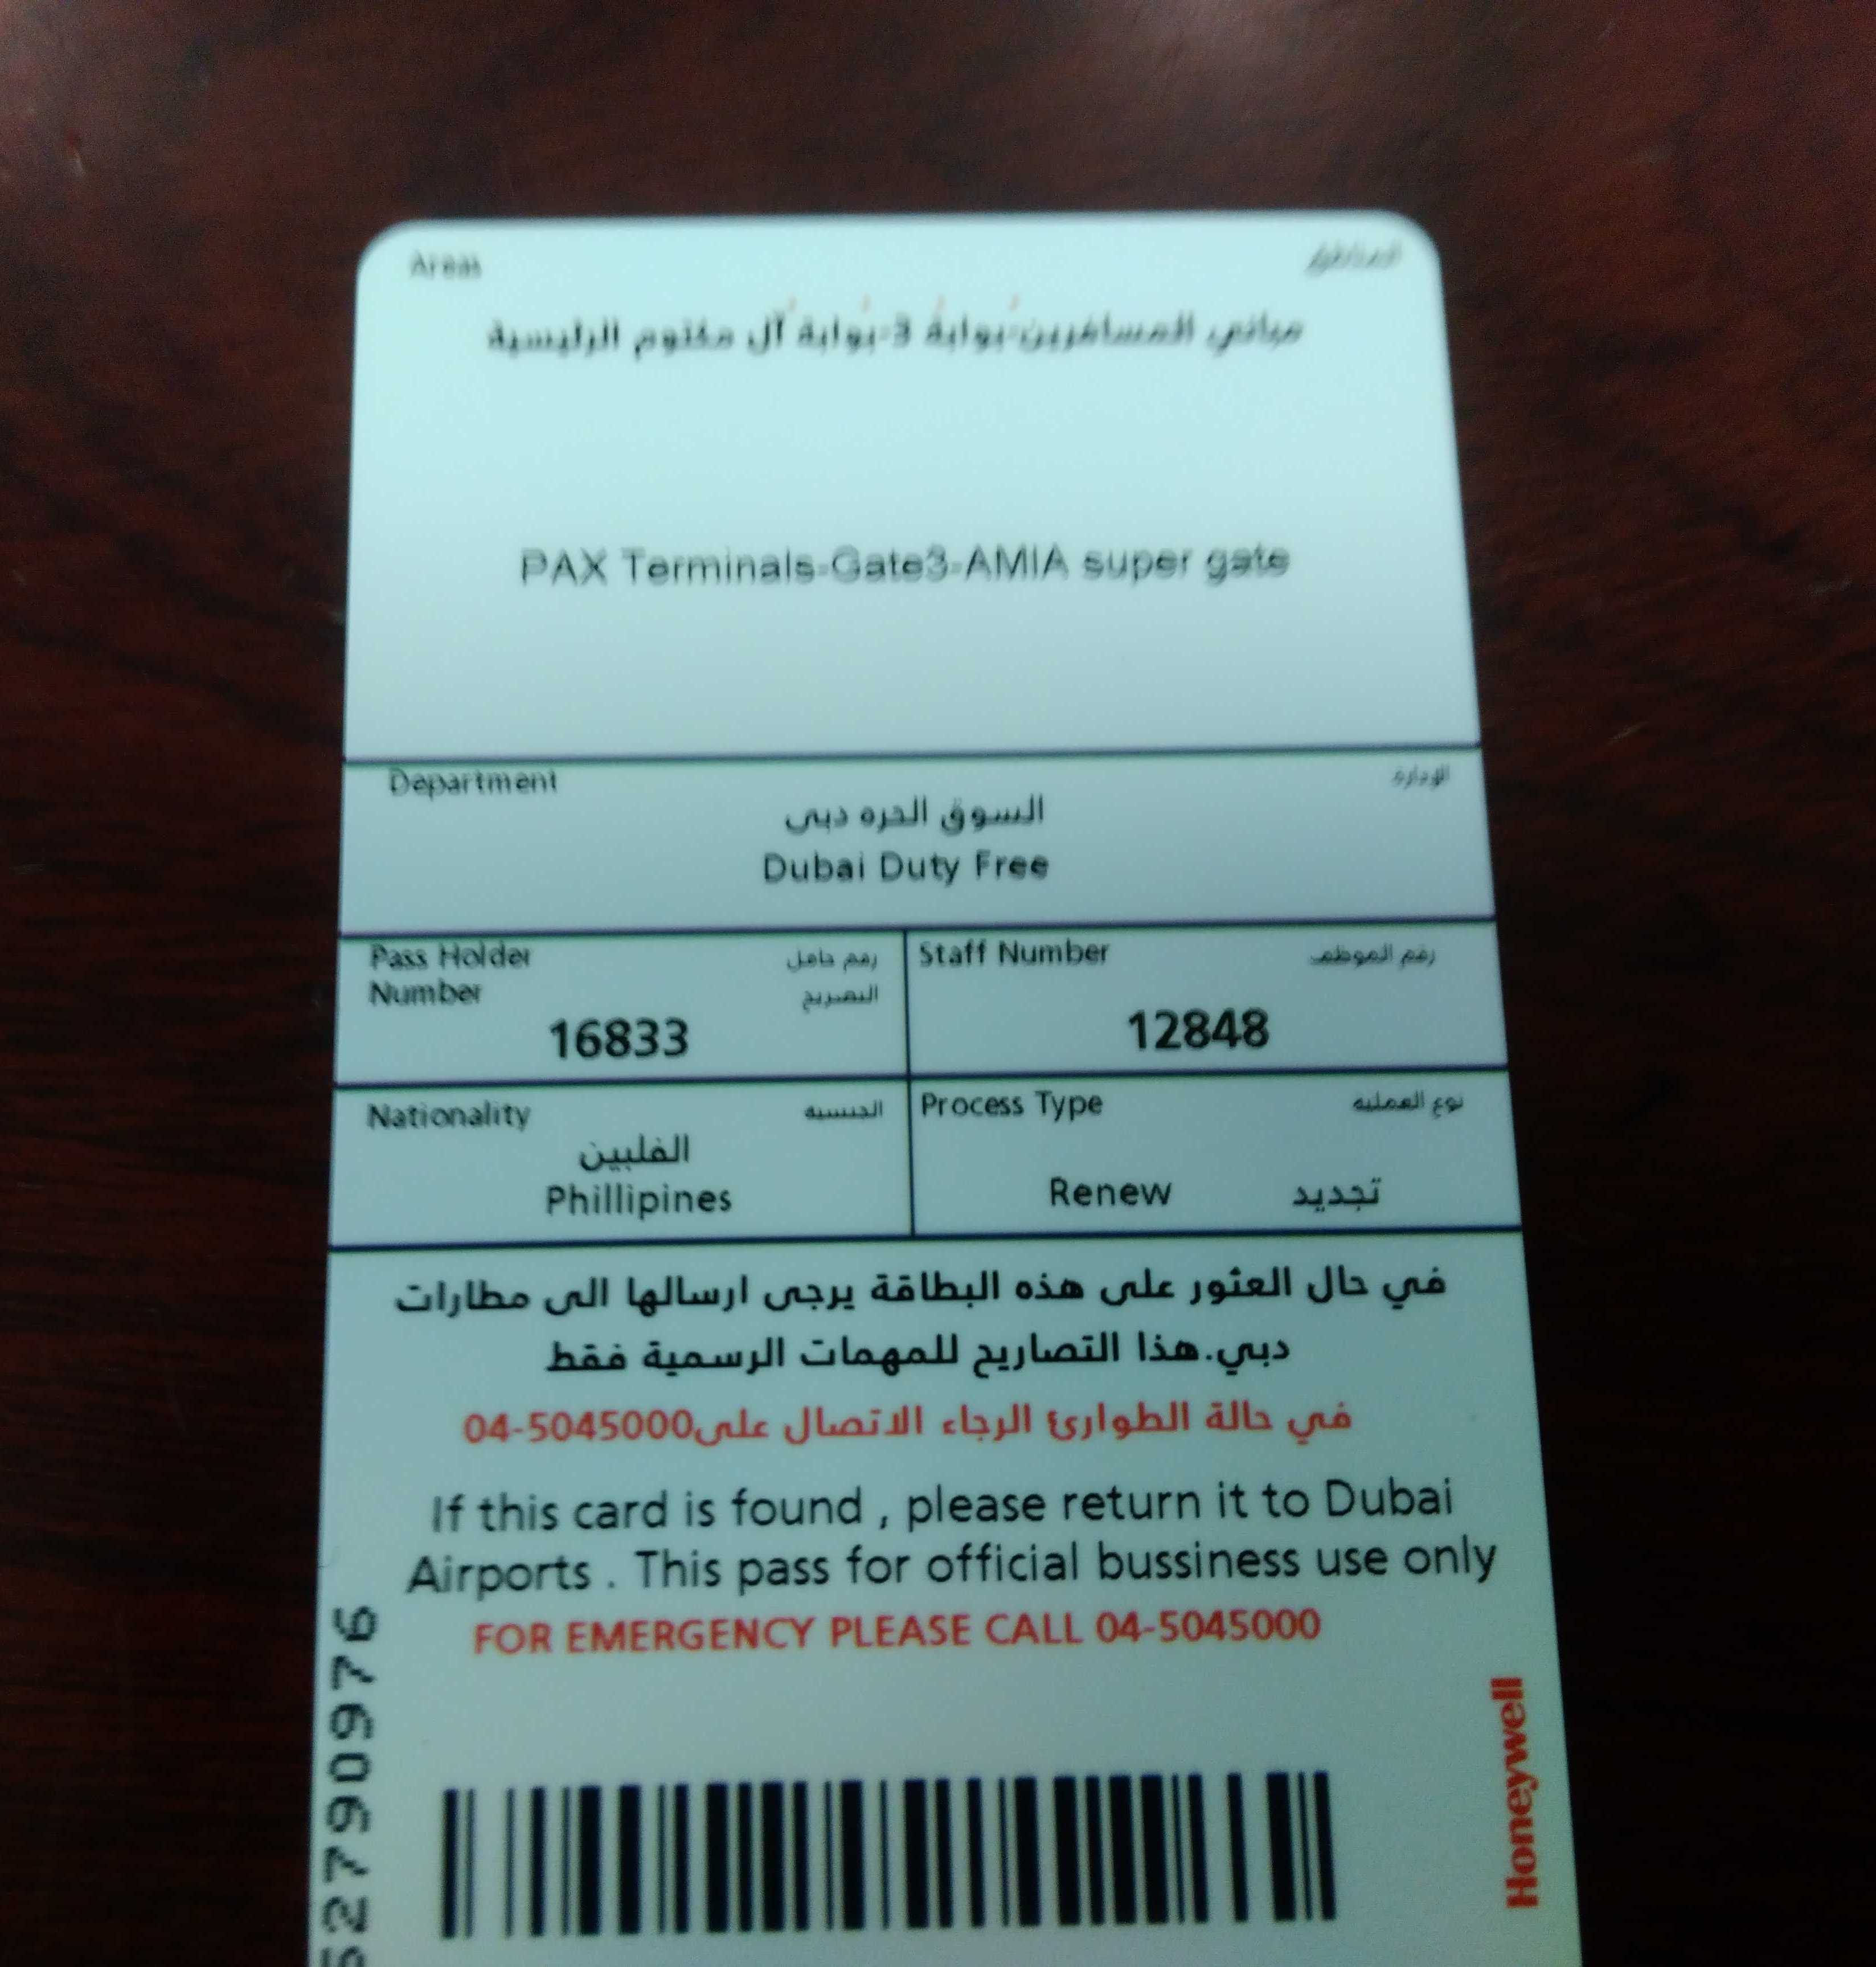 Areas
المناطق
مباني المسافرين-بوابة 3-بوابة آل مكتوم الرئيسية
PAX Terminals-Gate3-AMIA super gate
Department
الإدارة
السوق الحره دبى
Dubai Duty Free
Pass Holder
Number
رقم حامل
التصريح
16833
Staff Number
رقم الموظف
12848
Nationality
الجنسية
الفلبين
Phillipines
Process Type
نوع العملية
Renew
تجديد
في حال العثور على هذه البطاقة يرجى ارسالها الى مطارات
دبي.هذا التصاريح للمهمات الرسمية فقط
في حالة الطوارئ الرجاء الاتصال على04-5045000
If this card is found , please return it to Dubai
Airports . This pass for official bussiness use only
FOR EMERGENCY PLEASE CALL 04-5045000
52790976
Honeywell